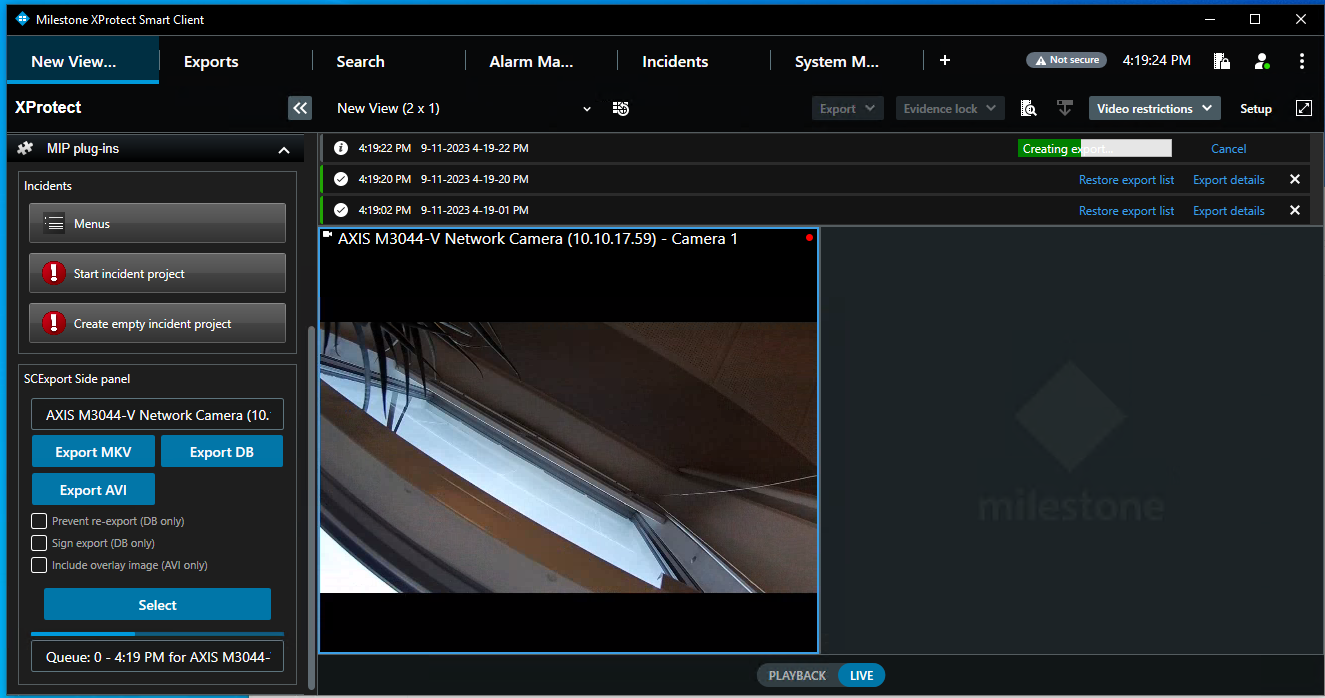 Milestone XProtect Smart Client
New View...
Exports
Search
Alarm Ma...
Incidents
System M...
+
Not secure
4:19:24 PM
XProtect
New View (2 x 1)
Export
Evidence lock
Video restrictions
Setup
MIP plug-ins
Incidents
Menus
Start incident project
Create empty incident project
SCExport Side panel
AXIS M3044-V Network Camera (10.
Export MKV
Export DB
Export AVI
Prevent re-export (DB only)
Sign export (DB only)
Include overlay image (AVI only)
Select
Queue: 0 - 4:19 PM for AXIS M3044-
4:19:22 PM 9-11-2023 4-19-22 PM Creating export... Cancel
4:19:20 PM 9-11-2023 4-19-20 PM Restore export list Export details
4:19:02 PM 9-11-2023 4-19-01 PM Restore export list Export details
AXIS M3044-V Network Camera (10.10.17.59) - Camera 1
milestone
PLAYBACK LIVE